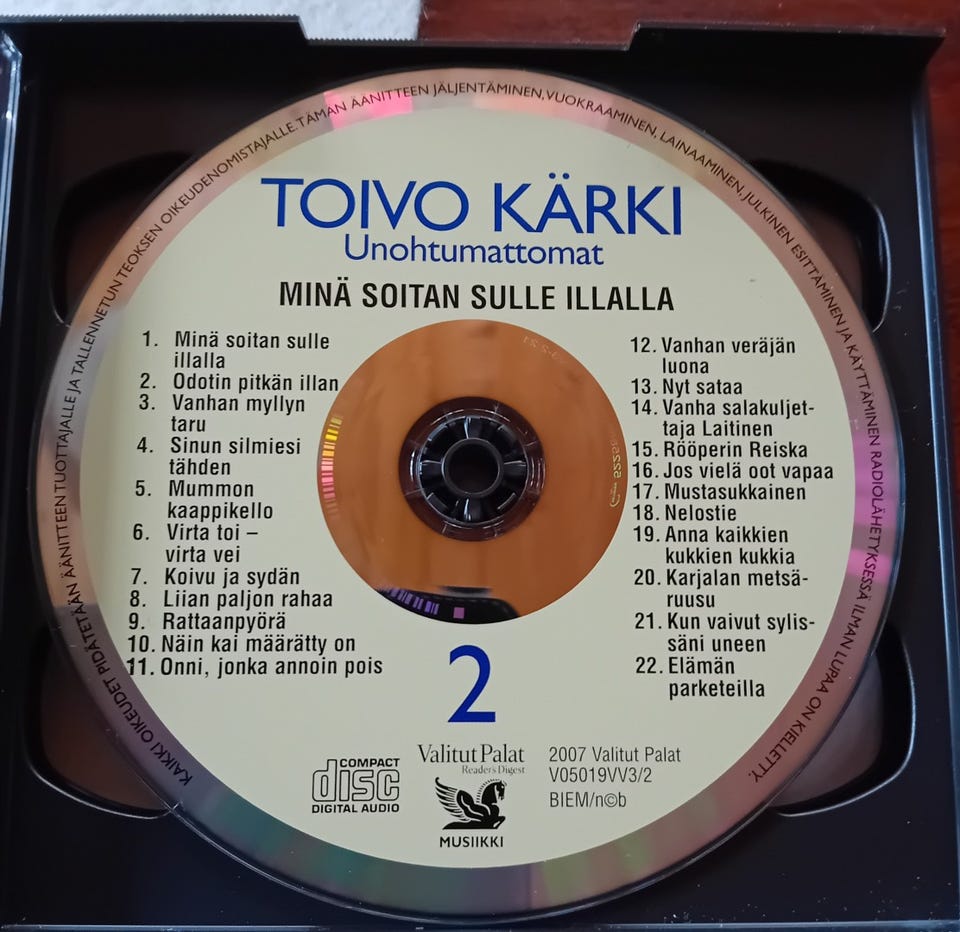 KAIKKI OIKEUDET PIDÄTETÄÄN ÄÄNITTEEN TUOTTAJALLE JA TALLENNETUN TEOKSEN OIKEUDENOMISTAJALLE. TÄMÄN ÄÄNITTEEN JÄLJENTÄMINEN, VUOKRAAMINEN, LAINAAMINEN, JULKINEN ESITTÄMINEN JA KÄYTTÄMINEN RADIOLÄHETYKSESSÄ ILMAN LUPAA ON KIELLETTY.
TOIVO KÄRKI
Unohtumattomat
MINÄ SOITAN SULLE ILLALLA
1. Minä soitan sulle
illalla
2. Odotin pitkän illan
3. Vanhan myllyn
taru
4. Sinun silmiesi
tähden
5. Mummon
kaappikello
6. Virta toi –
virta vei
7. Koivu ja sydän
8. Liian paljon rahaa
9. Rattaanpyörä
10. Näin kai määrätty on
11. Onni, jonka annoin pois
12. Vanhan veräjän
luona
13. Nyt sataa
14. Vanha salakuljet-
taja Laitinen
15. Rööperin Reiska
16. Jos vielä oot vapaa
17. Mustasukkainen
18. Nelostie
19. Anna kaikkien
kukkien kukkia
20. Karjalan metsä-
ruusu
21. Kun vaivut sylis-
säni uneen
22. Elämän
parketeilla
2
COMPACT
disc
DIGITAL AUDIO
Valitut Palat
Reader's Digest
MUSIIKKI
2007 Valitut Palat
V05019VV3/2
BIEM/n©b